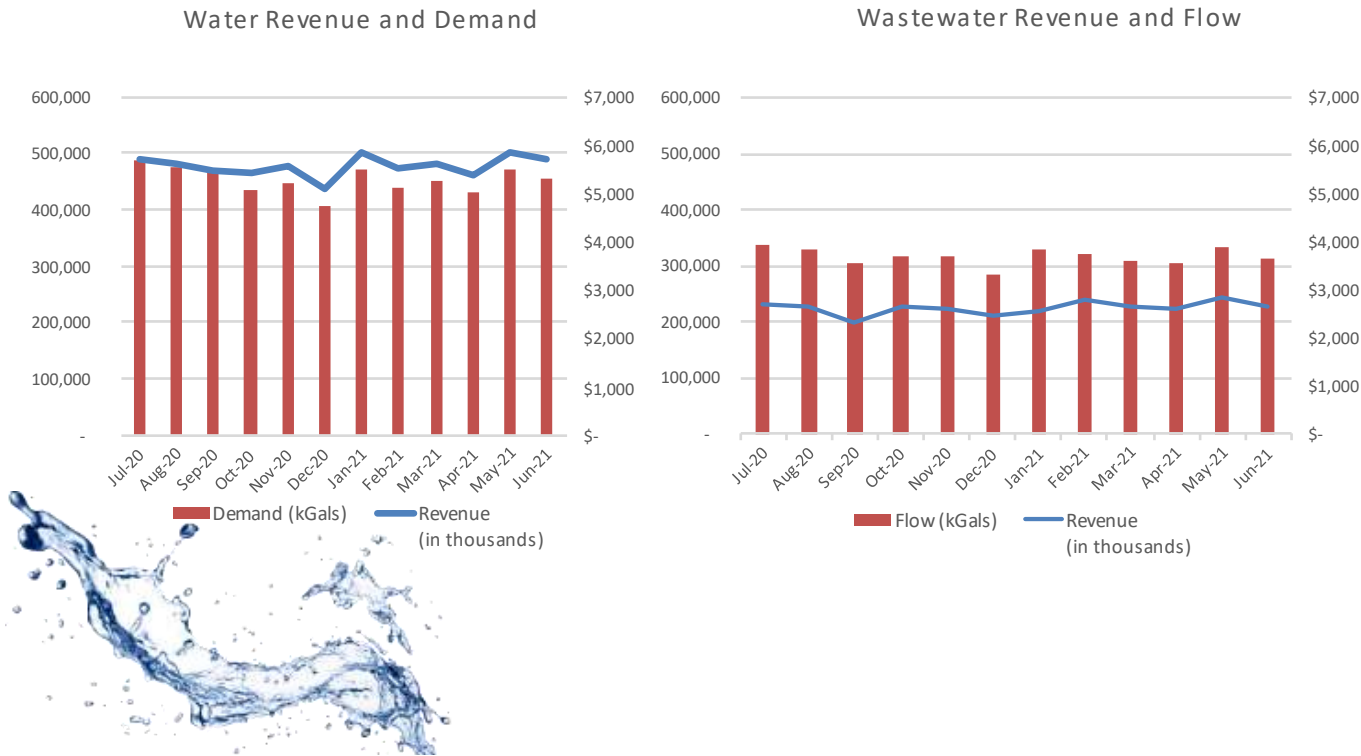 Water Revenue and Demand
600,000
500,000
400,000
300,000
200,000
100,000
-
$7,000
$6,000
$5,000
$4,000
$3,000
$2,000
$1,000
$-
Jul-20
Aug-20
Sep-20
Oct-20
Nov-20
Dec-20
Jan-21
Feb-21
Mar-21
Apr-21
May-21
Jun-21
Demand (kGals)
Revenue
(in thousands)
Wastewater Revenue and Flow
600,000
500,000
400,000
300,000
200,000
100,000
-
$7,000
$6,000
$5,000
$4,000
$3,000
$2,000
$1,000
$-
Jul-20
Aug-20
Sep-20
Oct-20
Nov-20
Dec-20
Jan-21
Feb-21
Mar-21
Apr-21
May-21
Jun-21
Flow (kGals)
Revenue
(in thousands)